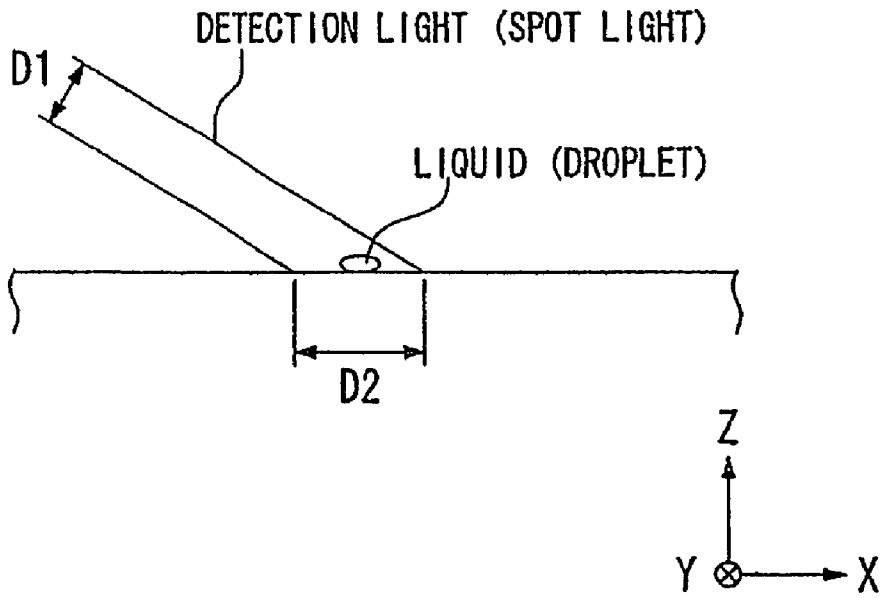 DETECTION LIGHT (SPOT LIGHT)
D1
LIQUID (DROPLET)
D2
Z
Y
X